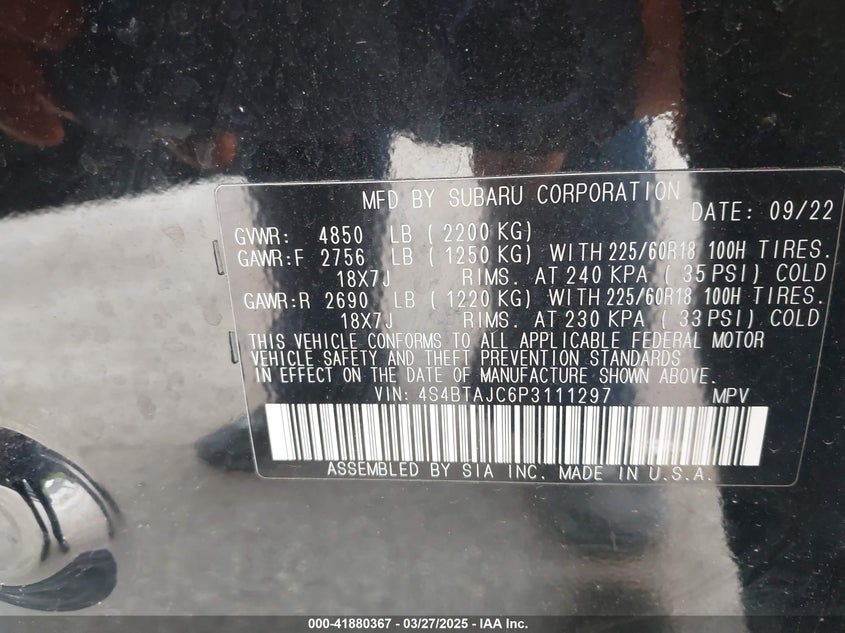 MFD BY SUBARU CORPORATION
DATE: 09/22
GVWR: 4850 LB ( 2200 KG)
GAWR:F 2756 LB ( 1250 KG) WITH 225/60R18 100H TIRES.
18X7J RIMS. AT 240 KPA ( 35 PSI) COLD
GAWR:R 2690 LB ( 1220 KG) WITH 225/60R18 100H TIRES.
18X7J RIMS. AT 230 KPA ( 33 PSI) COLD
THIS VEHICLE CONFORMS TO ALL APPLICABLE FEDERAL MOTOR
VEHICLE SAFETY AND THEFT PREVENTION STANDARDS
IN EFFECT ON THE DATE OF MANUFACTURE SHOWN ABOVE.
VIN: 4S4BTAJC6P3111297 MPV
ASSEMBLED BY SIA INC. MADE IN U.S.A.
000-41880367 - 03/27/2025 - IAA Inc.